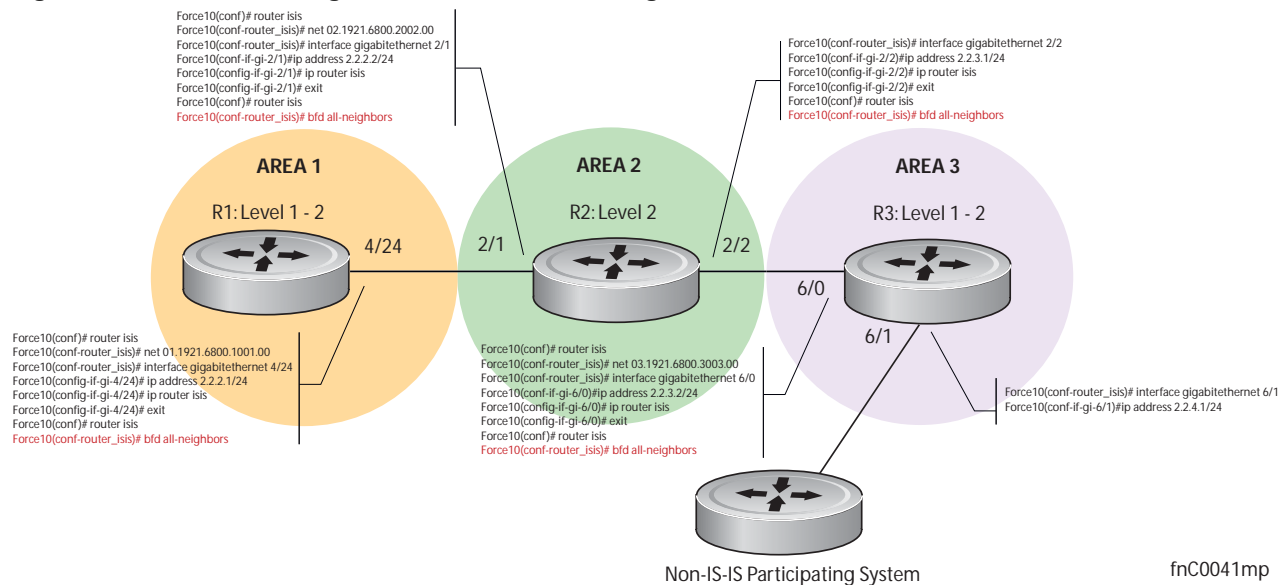 Force10(conf)# router isis
Force10(conf-router_isis)# net 02.1921.6800.2002.00
Force10(conf-router_isis)# interface gigabitethernet 2/1
Force10(conf-if-gi-2/1)#ip address 2.2.2.2/24
Force10(config-if-gi-2/1)# ip router isis
Force10(config-if-gi-2/1)# exit
Force10(conf)# router isis
Force10(conf-router_isis)# bfd all-neighbors
Force10(conf-router_isis)# interface gigabitethernet 2/2
Force10(conf-if-gi-2/2)#ip address 2.2.3.1/24
Force10(config-if-gi-2/2)# ip router isis
Force10(config-if-gi-2/2)# exit
Force10(conf)# router isis
Force10(conf-router_isis)# bfd all-neighbors
AREA 1
AREA 2
AREA 3
R1: Level 1 - 2
R2: Level 2
R3: Level 1 - 2
4/24
2/1
2/2
6/0
6/1
Force10(conf)# router isis
Force10(conf-router_isis)# net 01.1921.6800.1001.00
Force10(conf-router_isis)# interface gigabitethernet 4/24
Force10(config-if-gi-4/24)# ip address 2.2.2.1/24
Force10(config-if-gi-4/24)# ip router isis
Force10(config-if-gi-4/24)# exit
Force10(conf)# router isis
Force10(conf-router_isis)# bfd all-neighbors
Force10(conf)# router isis
Force10(conf-router_isis)# net 03.1921.6800.3003.00
Force10(conf-router_isis)# interface gigabitethernet 6/0
Force10(conf-if-gi-6/0)#ip address 2.2.3.2/24
Force10(config-if-gi-6/0)# ip router isis
Force10(config-if-gi-6/0)# exit
Force10(conf)# router isis
Force10(conf-router_isis)# bfd all-neighbors
Force10(conf-router_isis)# interface gigabitethernet 6/1
Force10(conf-if-gi-6/1)#ip address 2.2.4.1/24
Non-IS-IS Participating System
fnC0041mp